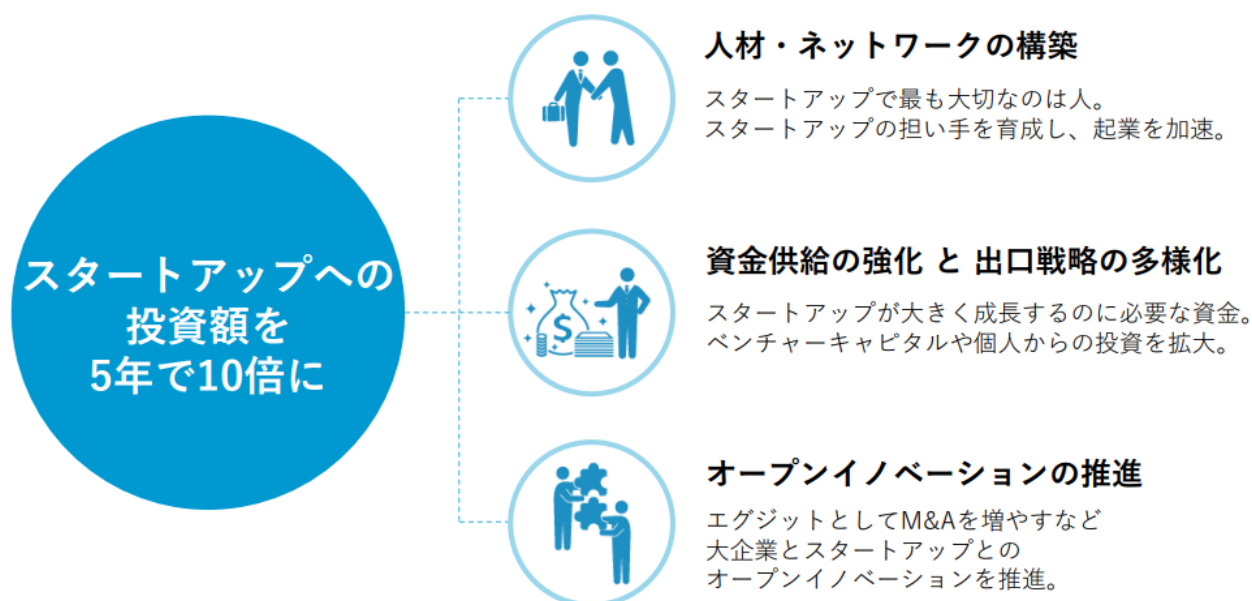 スタートアップへの
投資額を
5年で10倍に
人材・ネットワークの構築
スタートアップで最も大切なのは人。
スタートアップの担い手を育成し、起業を加速。
$
資金供給の強化 と 出口戦略の多様化
スタートアップが大きく成長するのに必要な資金。
ベンチャーキャピタルや個人からの投資を拡大。
オープンイノベーションの推進
エグジットとしてM&Aを増やすなど
大企業とスタートアップとの
オープンイノベーションを推進。